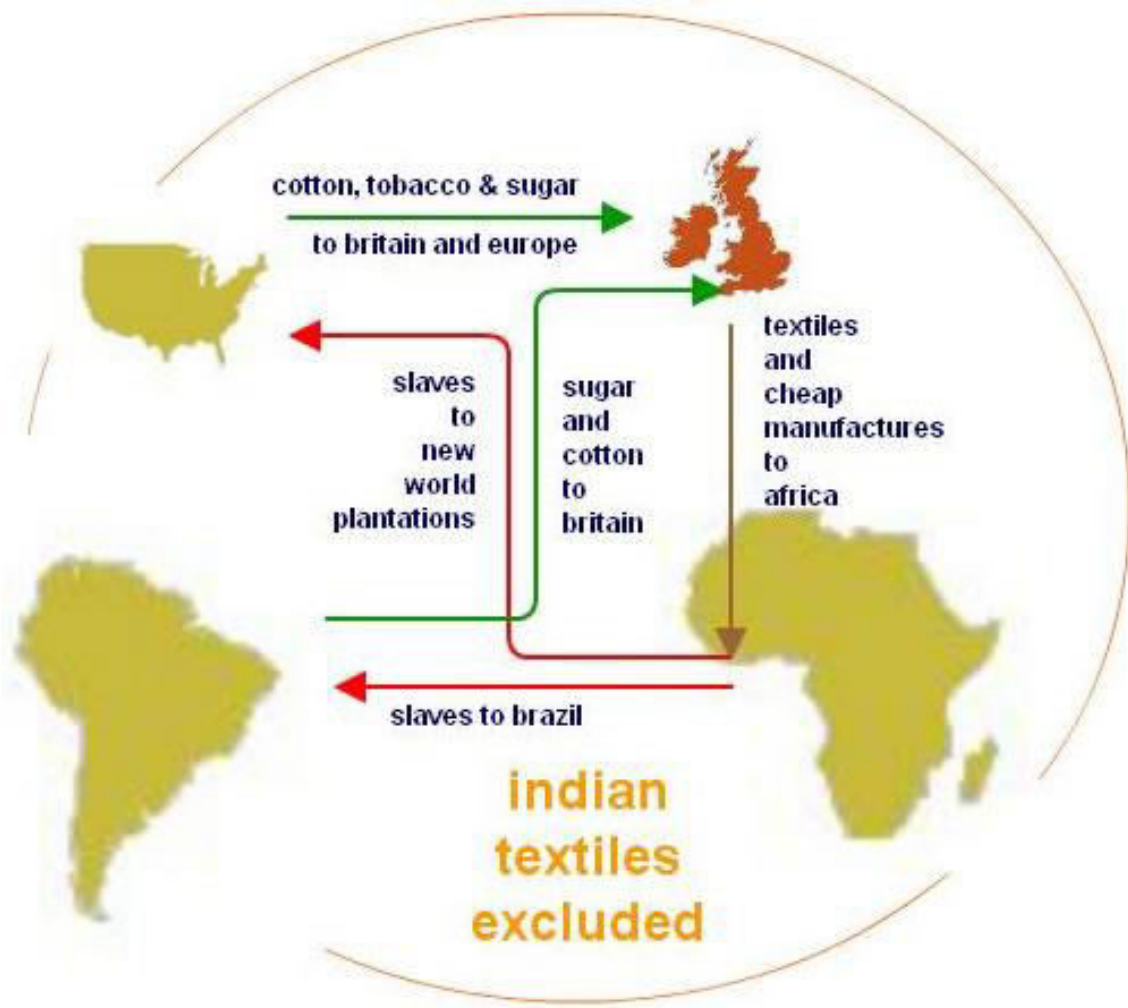 cotton, tobacco & sugar
to britain and europe
slaves
to
new
world
plantations
sugar
and
cotton
to
britain
textiles
and
cheap
manufactures
to
africa
slaves to brazil
indian
textiles
excluded